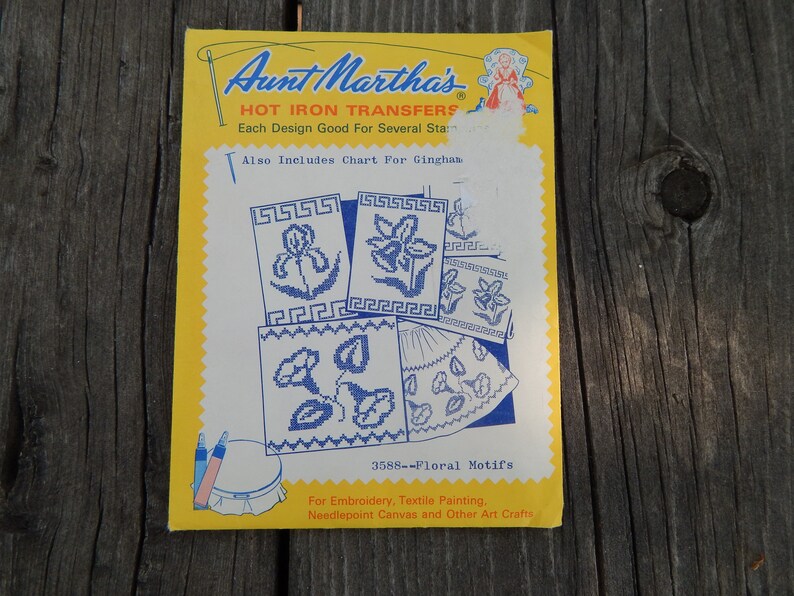 Aunt Martha's®
HOT IRON TRANSFERS
Each Design Good For Several
Also Includes Chart For Gingham
3588--Floral Motifs
For Embroidery, Textile Painting,
Needlepoint Canvas and Other Art Crafts